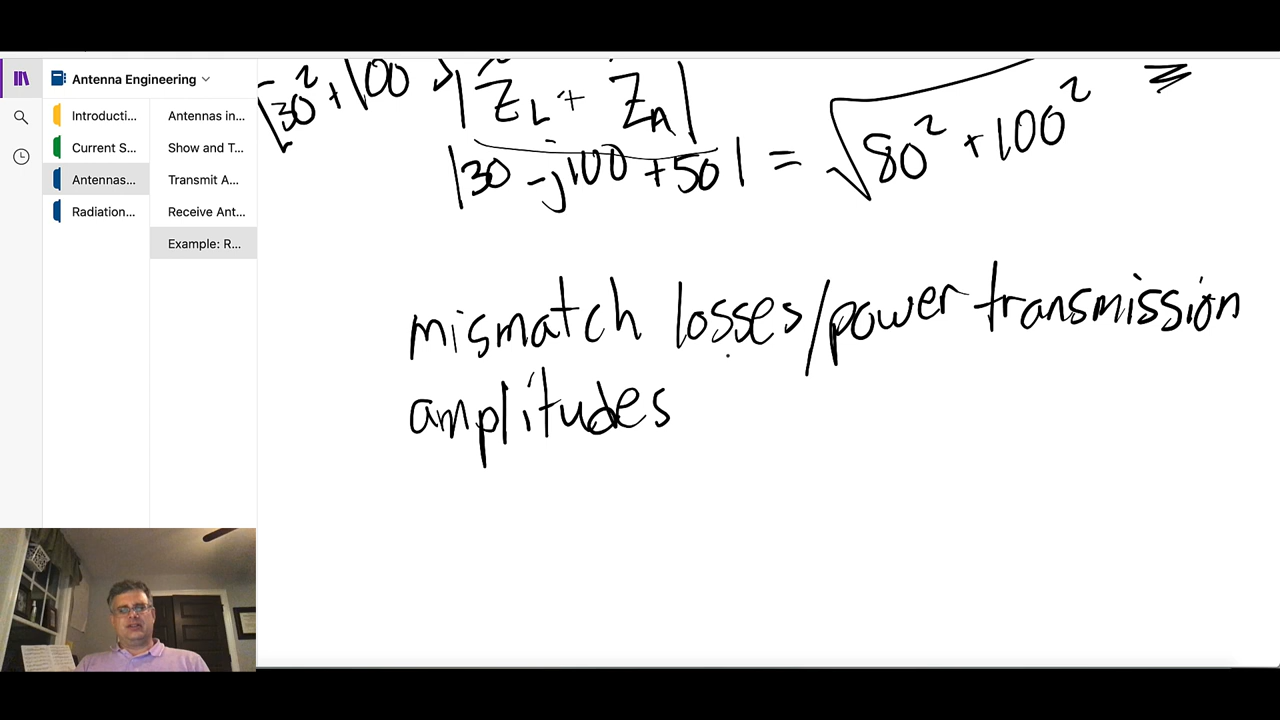 Antenna Engineering
Introducti...
Current S...
Antennas...
Radiation...
Antennas in...
Show and T...
Transmit A...
Receive Ant...
Example: R...
30² + 100
|Z_L + Z_A|
|30 - j100 + 50| = √80² + 100²
mismatch losses/power transmission
amplitudes